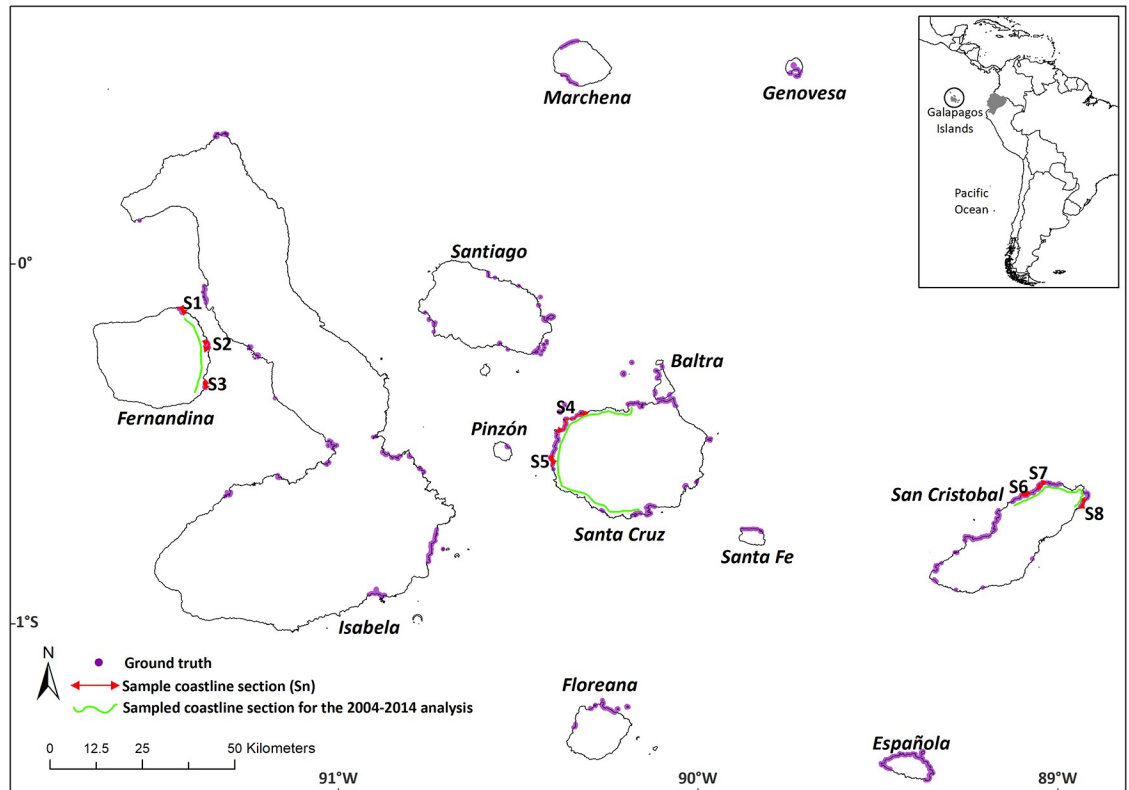 Marchena
Genovesa
Galapagos
Islands
Pacific
Ocean
Santiago
0°
S1
S2
S3
Fernandina
Baltra
S4
Pinzón
S5
Santa Cruz
San Cristobal
S6
S7
S8
Santa Fe
1°S
Isabela
N
Ground truth
Sample coastline section (Sn)
Sampled coastline section for the 2004-2014 analysis
Floreana
Española
0 12.5 25 50 Kilometers
91°W 90°W 89°W